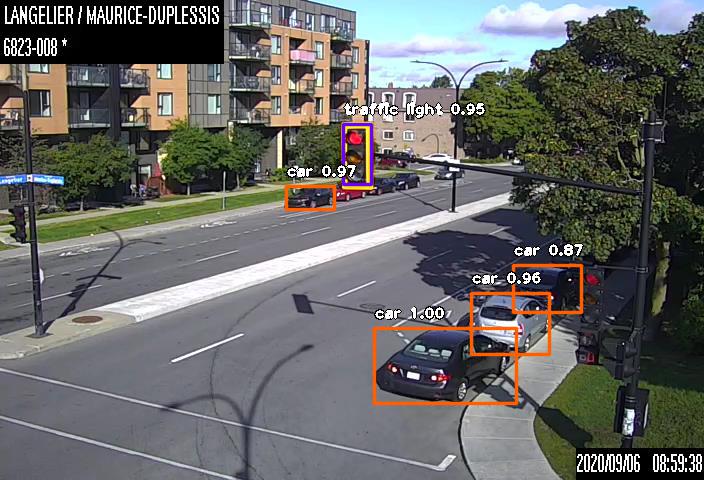 LANGELIER / MAURICE-DUPLESSIS
6823-008 *
traffic light 0.95
car 0.97
car 0.87
car 0.96
car 1.00
2020/09/06 08:59:38